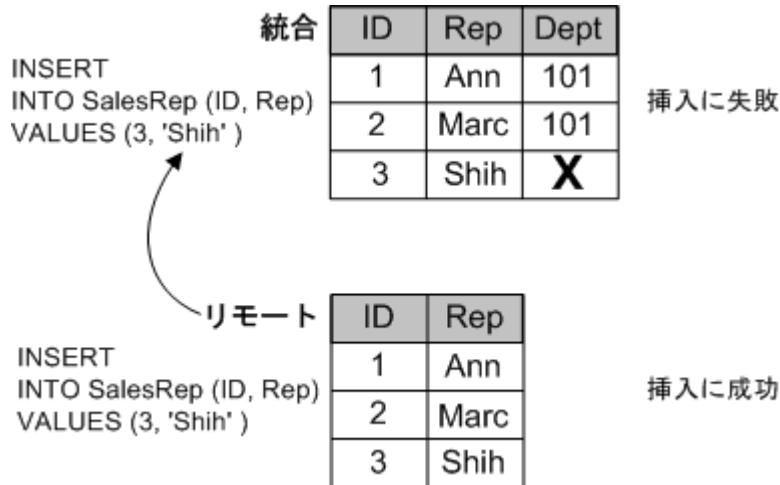 統合
ID Rep Dept
1 Ann 101
2 Marc 101
3 Shih X
INSERT
INTO SalesRep (ID, Rep)
VALUES (3, 'Shih' )
挿入に失敗
リモート
ID Rep
1 Ann
2 Marc
3 Shih
INSERT
INTO SalesRep (ID, Rep)
VALUES (3, 'Shih' )
挿入に成功